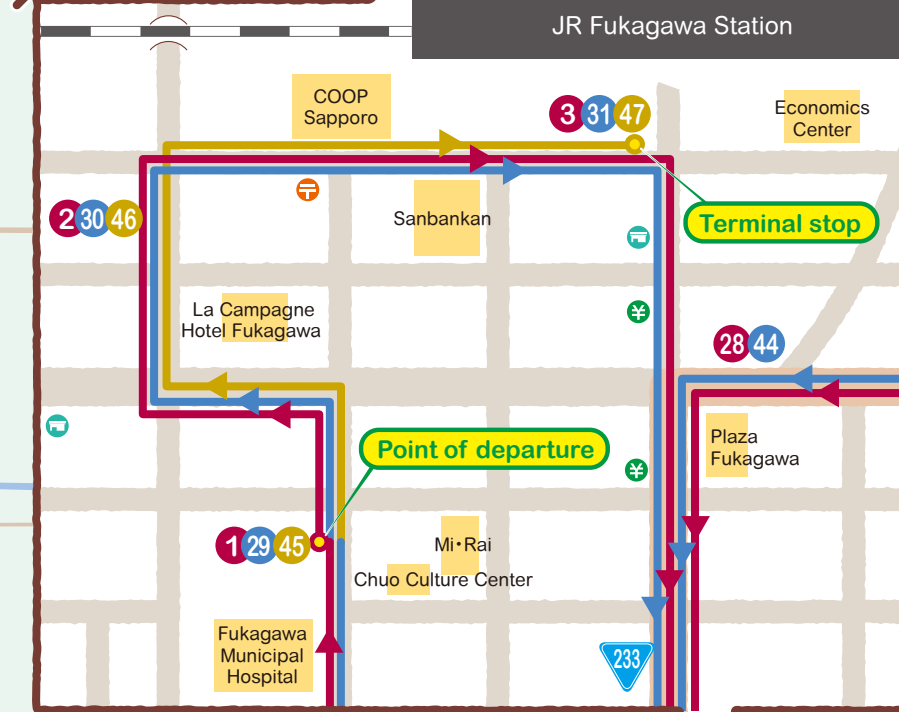 JR Fukagawa Station
COOP
Sapporo
3 31 47
Economics
Center
2 30 46
Sanbankan
Terminal stop
La Campagne
Hotel Fukagawa
28 44
Plaza
Fukagawa
Point of departure
1 29 45
Mi・Rai
Chuo Culture Center
Fukagawa
Municipal
Hospital
233